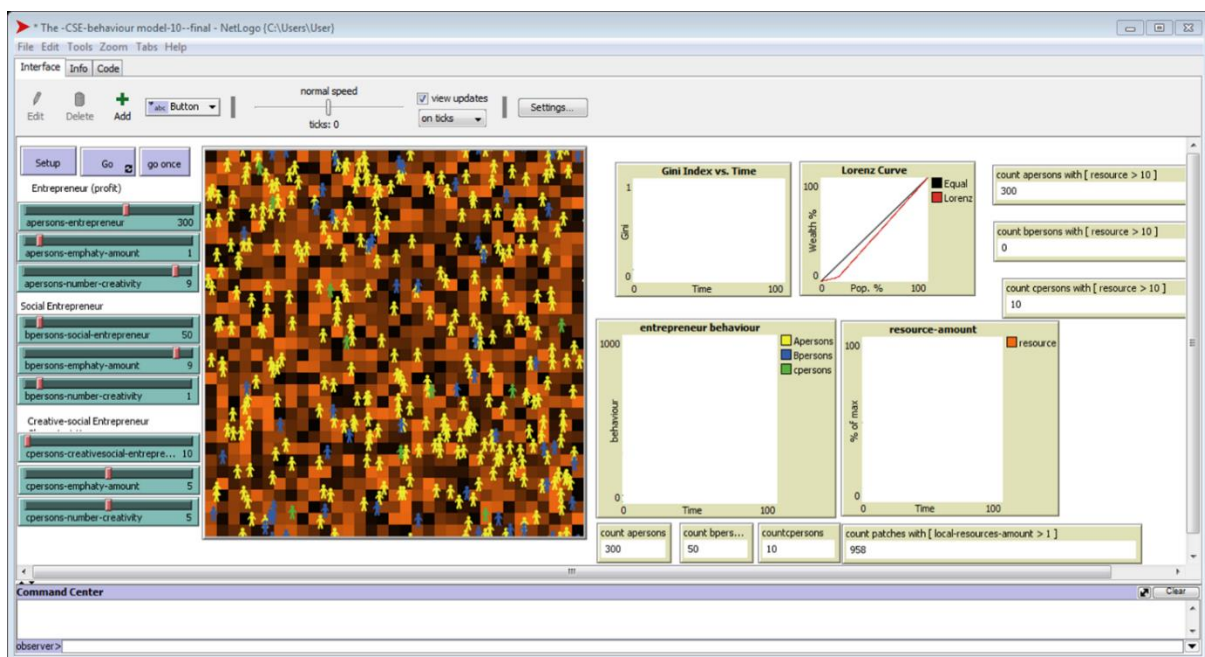 * The -CSE-behaviour model-10--final - NetLogo {C:\Users\User}
File Edit Tools Zoom Tabs Help
Interface Info Code
Edit Delete Add abc Button normal speed ticks: 0 view updates on ticks Settings...
Setup Go go once
Entrepreneur (profit)
apersons-entrepreneur 300
apersons-emphaty-amount 1
apersons-number-creativity 9
Social Entrepreneur
bpersons-social-entrepreneur 50
bpersons-emphaty-amount 9
bpersons-number-creativity 1
Creative-social Entrepreneur
cpersons-creativesocial-entrepre... 10
cpersons-emphaty-amount 5
cpersons-number-creativity 5
Gini Index vs. Time
1
Gini
0
0 Time 100
Lorenz Curve
100
Wealth %
0
0 Pop. % 100
Equal
Lorenz
count apersons with [ resource > 10 ]
300
count bpersons with [ resource > 10 ]
0
count cpersons with [ resource > 10 ]
10
entrepreneur behaviour
1000
behaviour
0
0 Time 100
Apersons
Bpersons
cpersons
resource-amount
100
% of max
0
0 Time 100
resource
count apersons
300
count bpers...
50
countcpersons
10
count patches with [ local-resources-amount > 1 ]
958
Command Center Clear
observer>